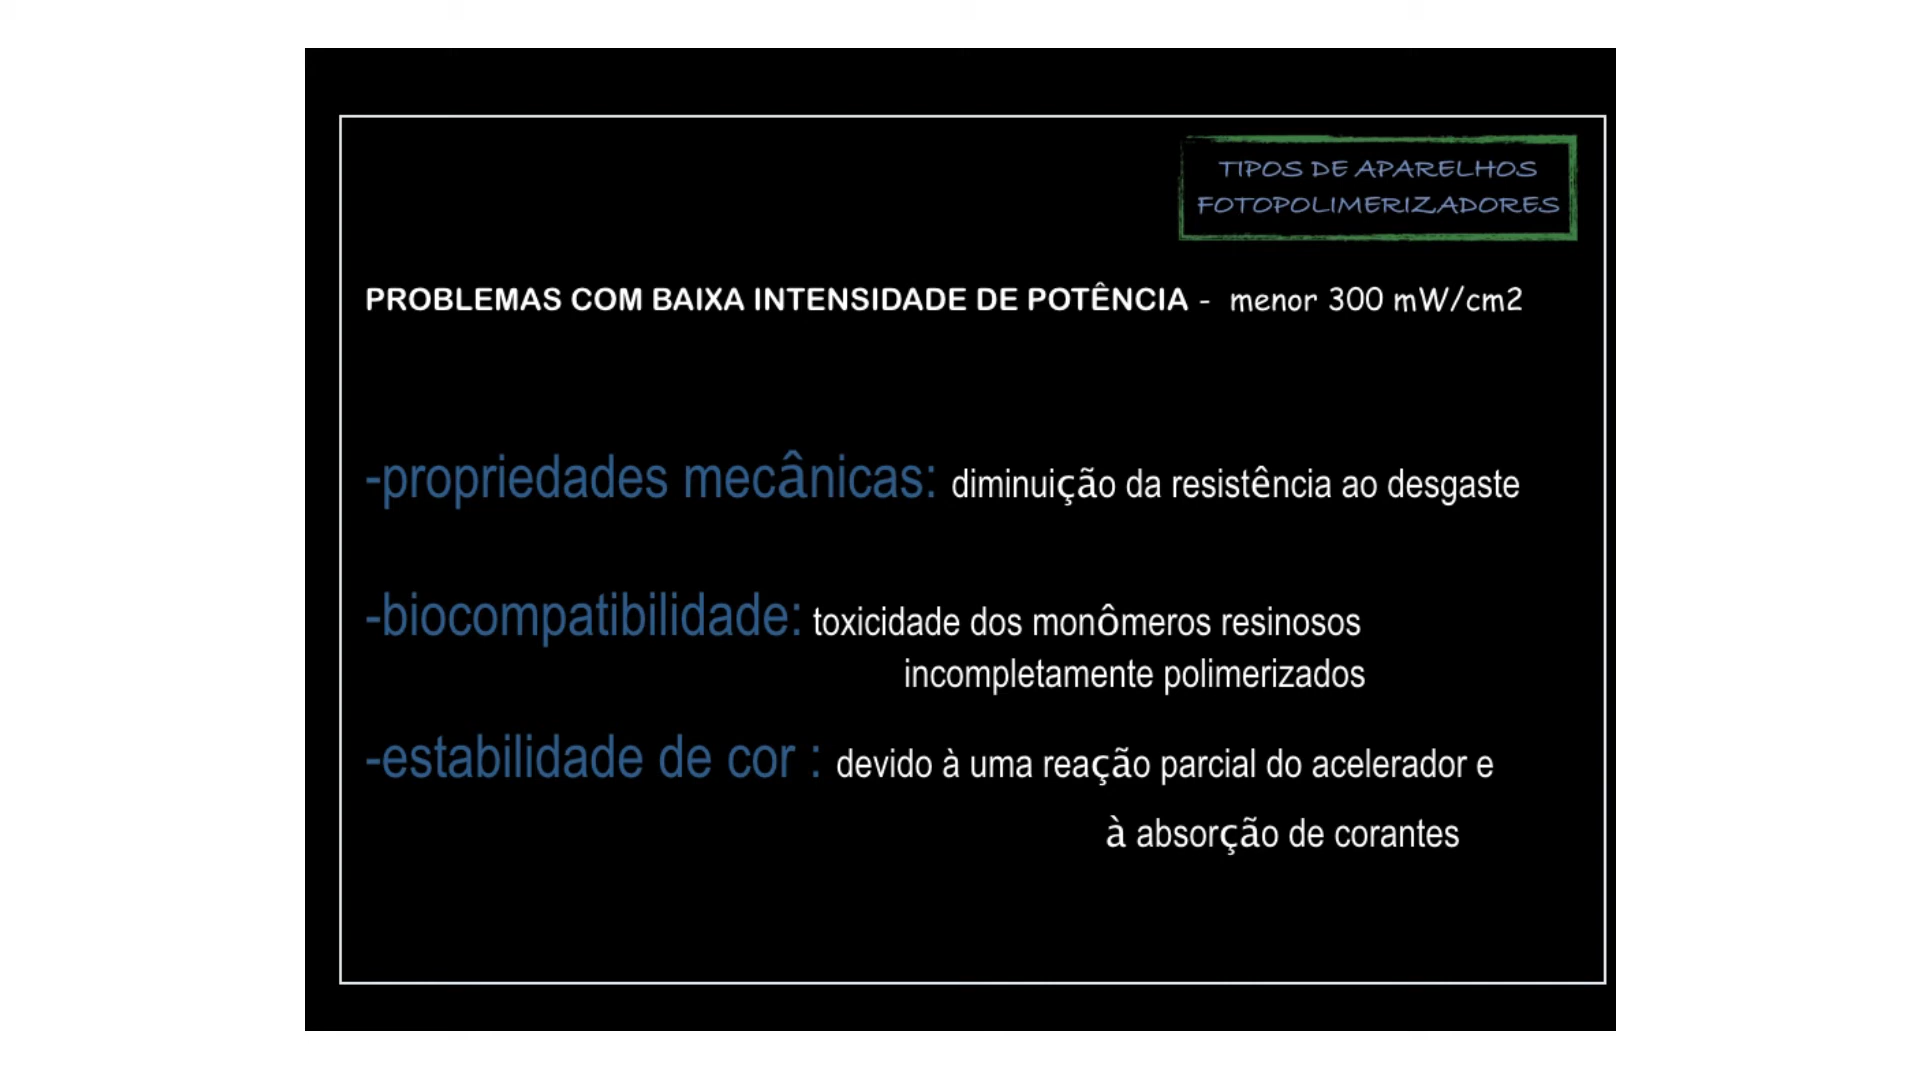 TIPOS DE APARELHOS
FOTOPOLIMERIZADORES
PROBLEMAS COM BAIXA INTENSIDADE DE POTÊNCIA - menor 300 mW/cm2
-propriedades mecânicas: diminuição da resistência ao desgaste
-biocompatibilidade: toxicidade dos monômeros resinosos
incompletamente polimerizados
-estabilidade de cor : devido à uma reação parcial do acelerador e
à absorção de corantes